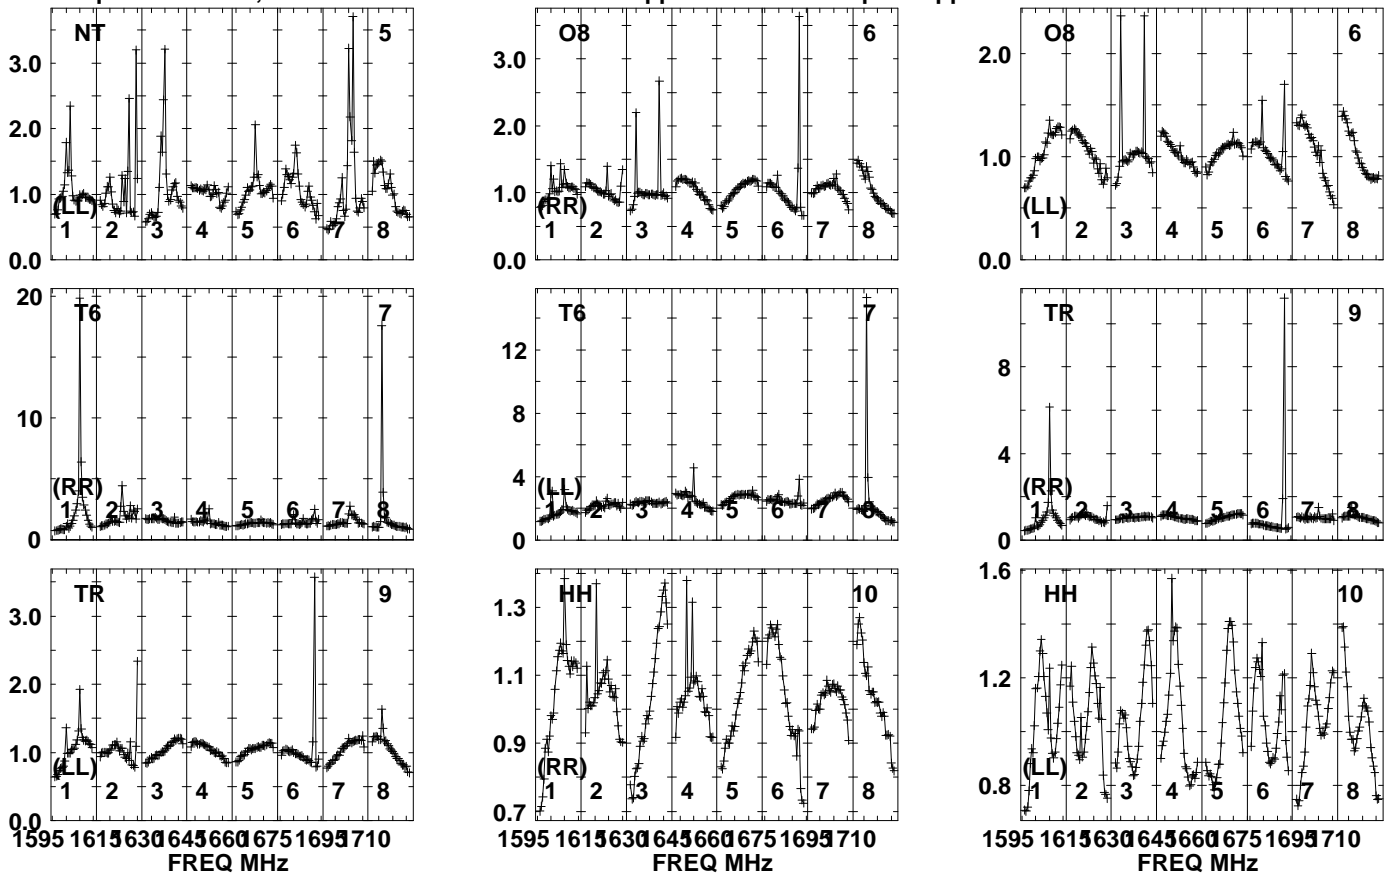 NT 5 O8 6 O8 6
3.0 3.0 2.0
2.0 2.0
1.0 1.0 1.0
(LL) (RR) (LL)
1 2 3 4 5 6 7 8 1 2 3 4 5 6 7 8 1 2 3 4 5 6 7 8
0.0 0.0 0.0
20 T6 7 T6 7 TR 9
12 8
10 8 4
4
(RR) (LL) (RR)
1 2 3 4 5 6 7 8 1 2 3 4 5 6 7 8 1 2 3 4 5 6 7 8
0 0 0
TR 9 HH 10 1.6 HH 10
3.0 1.3
2.0 1.1 1.2
1.0 0.9
(LL) (RR) (LL)
1 2 3 4 5 6 7 8 1 2 3 4 5 6 7 8 0.8 1 2 3 4 5 6 7 8
0.0 0.7
1595 1615 1630 1645 1660 1675 1695 1710 1595 1615 1630 1645 1660 1675 1695 1710 1595 1615 1630 1645 1660 1675 1695 1710
FREQ MHz FREQ MHz FREQ MHz